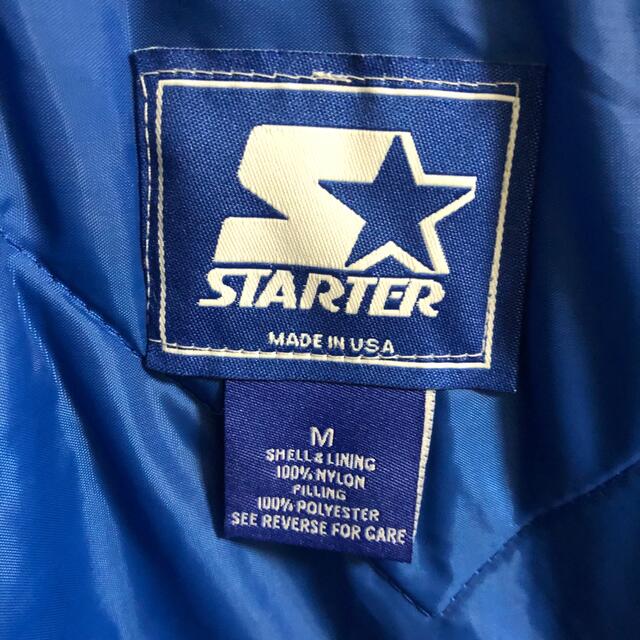 STARTER
MADE IN USA
M
SHELL & LINING
100% NYLON
FILLING
100% POLYESTER
SEE REVERSE FOR CARE